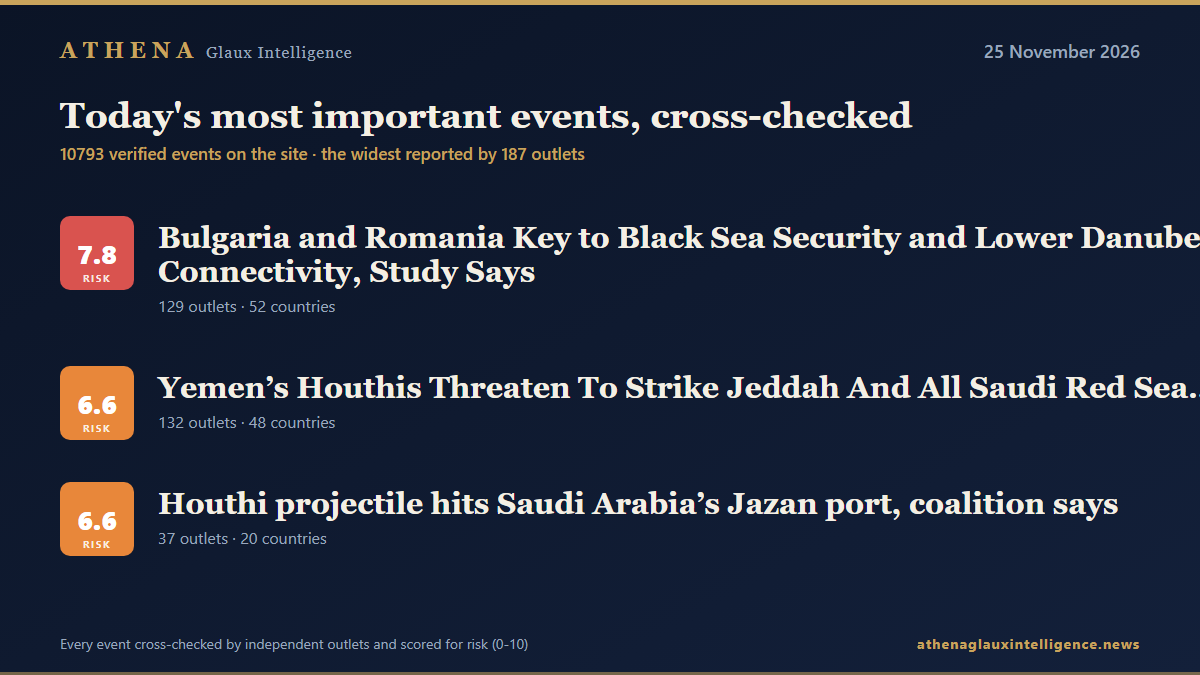 ATHENA Glaux Intelligence
25 November 2026
Today's most important events, cross-checked
10793 verified events on the site · the widest reported by 187 outlets
7.8
RISK
Bulgaria and Romania Key to Black Sea Security and Lower Danube
Connectivity, Study Says
129 outlets · 52 countries
6.6
RISK
Yemen’s Houthis Threaten To Strike Jeddah And All Saudi Red Sea..
132 outlets · 48 countries
6.6
RISK
Houthi projectile hits Saudi Arabia’s Jazan port, coalition says
37 outlets · 20 countries
Every event cross-checked by independent outlets and scored for risk (0-10)
athenaglauxintelligence.news